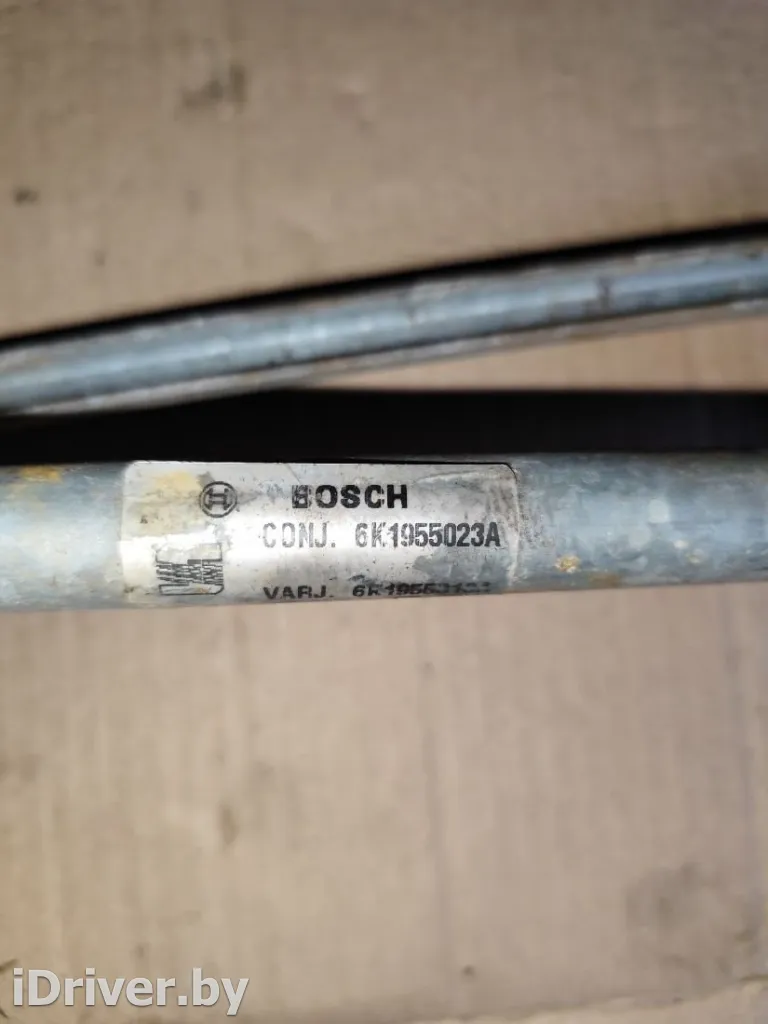 BOSCH
CONJ. 6K1955023A
VARJ.
iDriver.by